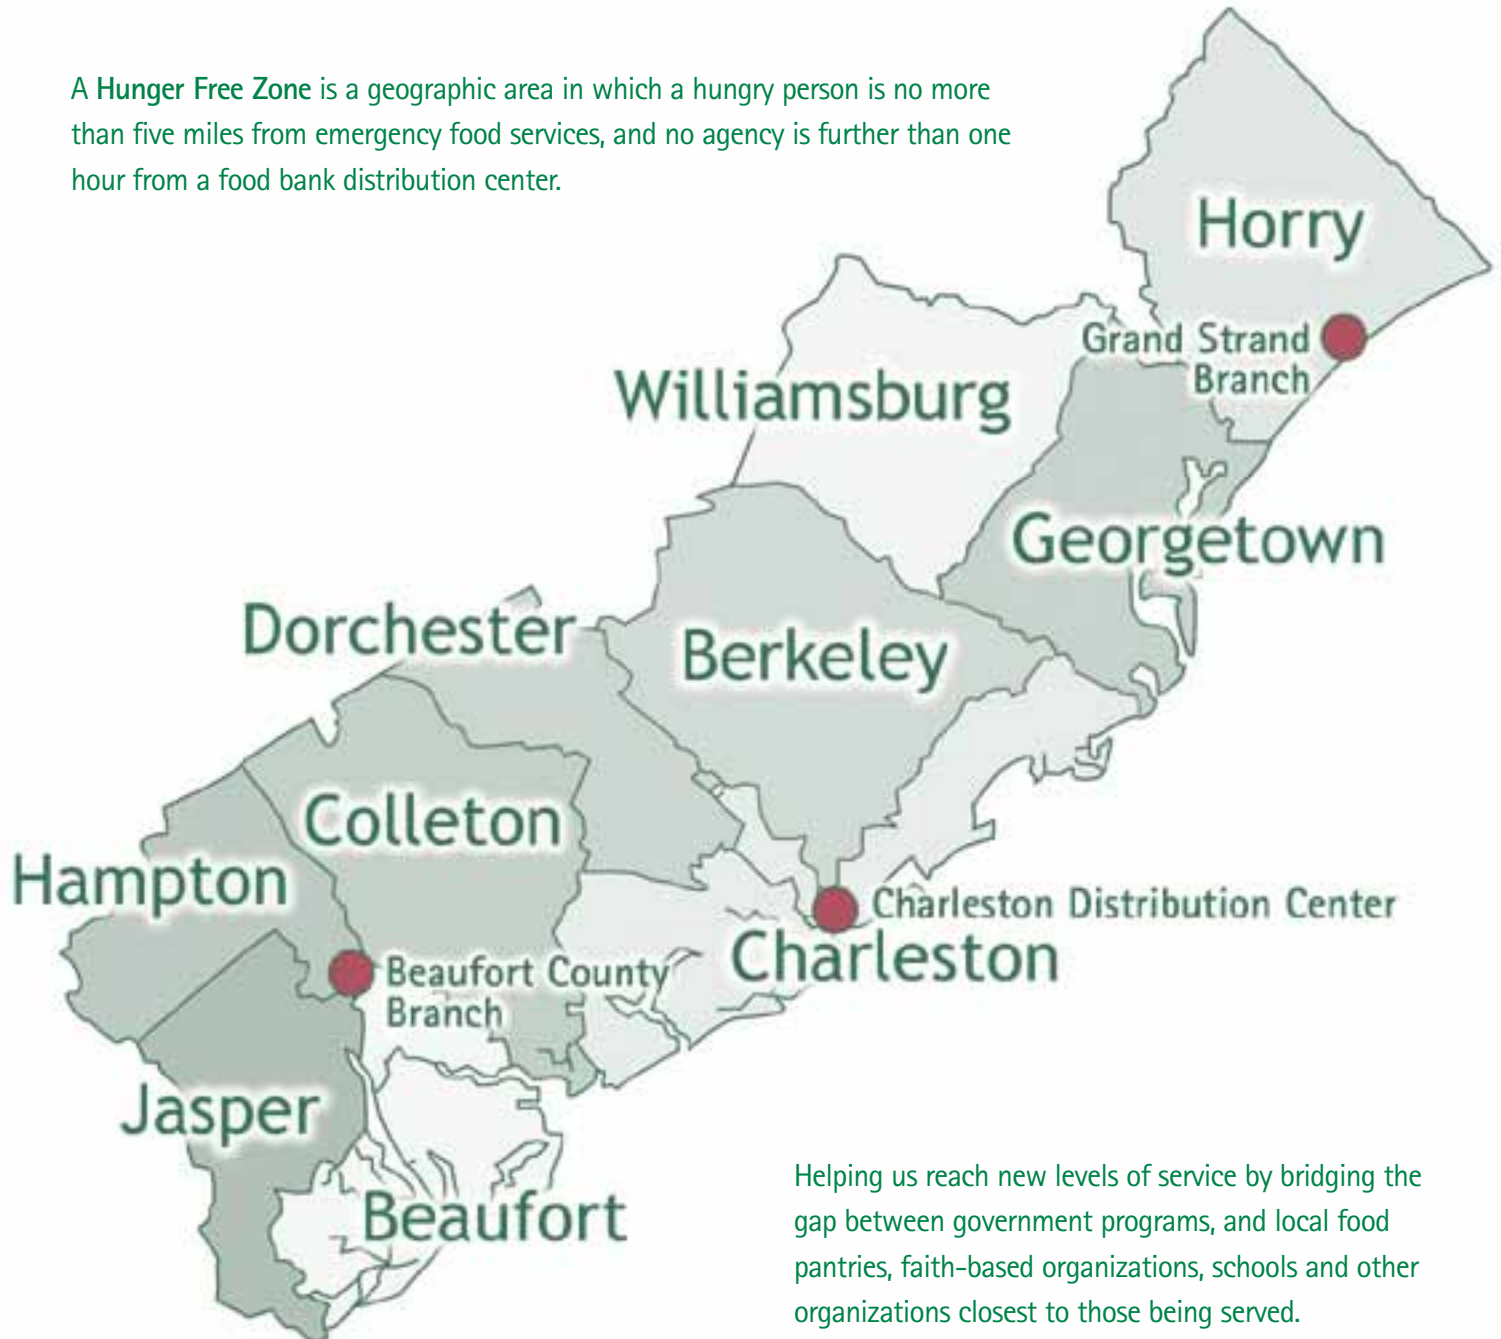 A Hunger Free Zone is a geographic area in which a hungry person is no more
than five miles from emergency food services, and no agency is further than one
hour from a food bank distribution center.
Horry
Grand Strand
Branch
Williamsburg
Georgetown
Dorchester
Berkeley
Colleton
Hampton
Charleston Distribution Center
Charleston
Beaufort County
Branch
Jasper
Beaufort
Helping us reach new levels of service by bridging the
gap between government programs, and local food
pantries, faith-based organizations, schools and other
organizations closest to those being served.